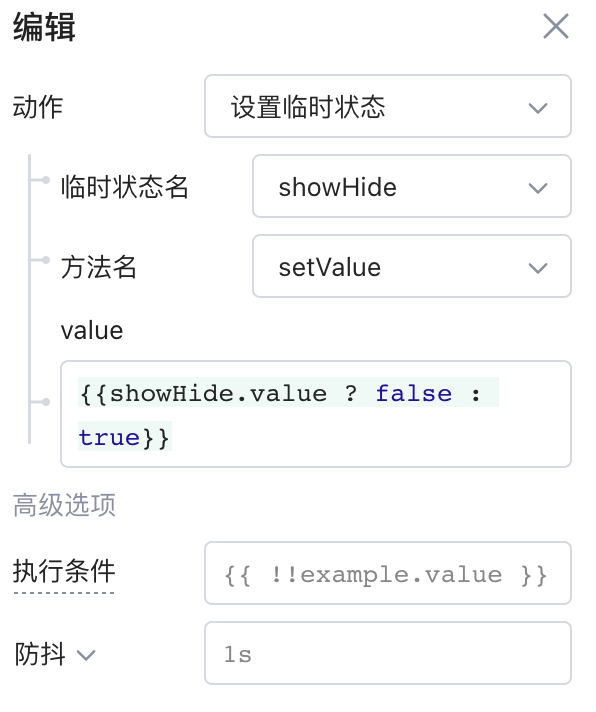 编辑
动作
设置临时状态
临时状态名
showHide
方法名
setValue
value
{{showHide.value ? false :
true}}
高级选项
执行条件
{{ !!example.value }}
防抖
1s